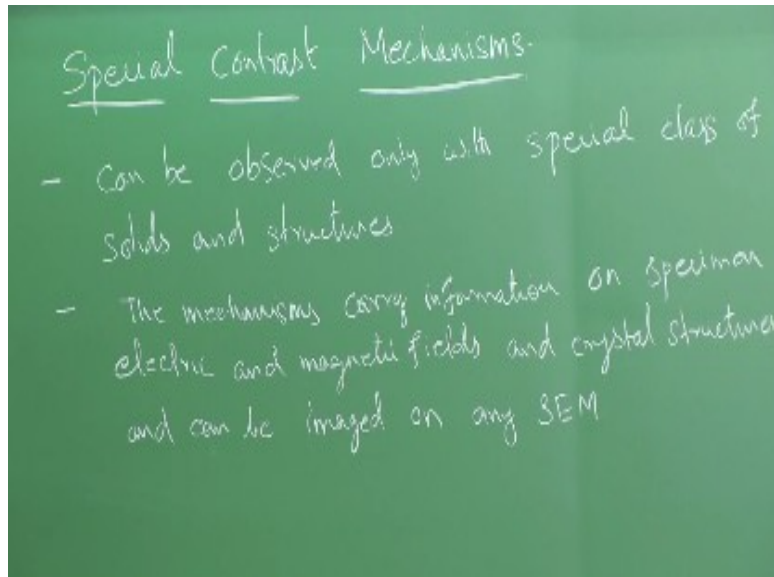 Special Contrast Mechanisms.
- Can be observed only with special class of
solids and structures
- The mechanisms carry information on specimen
electric and magnetic fields and crystal structure
and can be imaged on any SEM